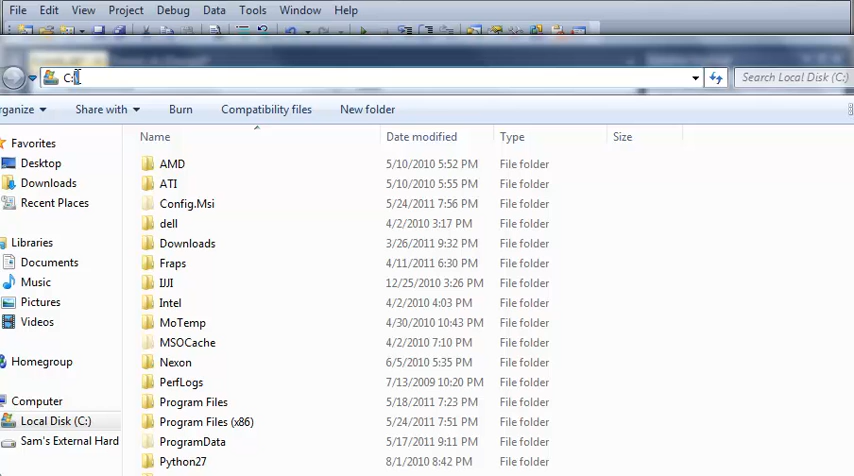 File Edit View Project Debug Data Tools Window Help
C:\
Search Local Disk (C:)
rganize Share with Burn Compatibility files New folder
Name Date modified Type Size
Favorites
Desktop
Downloads
Recent Places
Libraries
Documents
Music
Pictures
Videos
Homegroup
Computer
Local Disk (C:)
Sam's External Hard
AMD 5/10/2010 5:52 PM File folder
ATI 5/10/2010 5:55 PM File folder
Config.Msi 5/24/2011 7:56 PM File folder
dell 4/2/2010 3:17 PM File folder
Downloads 3/26/2011 9:32 PM File folder
Fraps 4/11/2011 6:30 PM File folder
IJJI 12/25/2010 3:26 PM File folder
Intel 4/2/2010 4:03 PM File folder
MoTemp 4/30/2010 10:43 PM File folder
MSOCache 4/2/2010 7:10 PM File folder
Nexon 6/5/2010 5:35 PM File folder
PerfLogs 7/13/2009 10:20 PM File folder
Program Files 5/18/2011 7:23 PM File folder
Program Files (x86) 5/24/2011 7:51 PM File folder
ProgramData 5/17/2011 9:11 PM File folder
Python27 8/1/2010 8:42 PM File folder